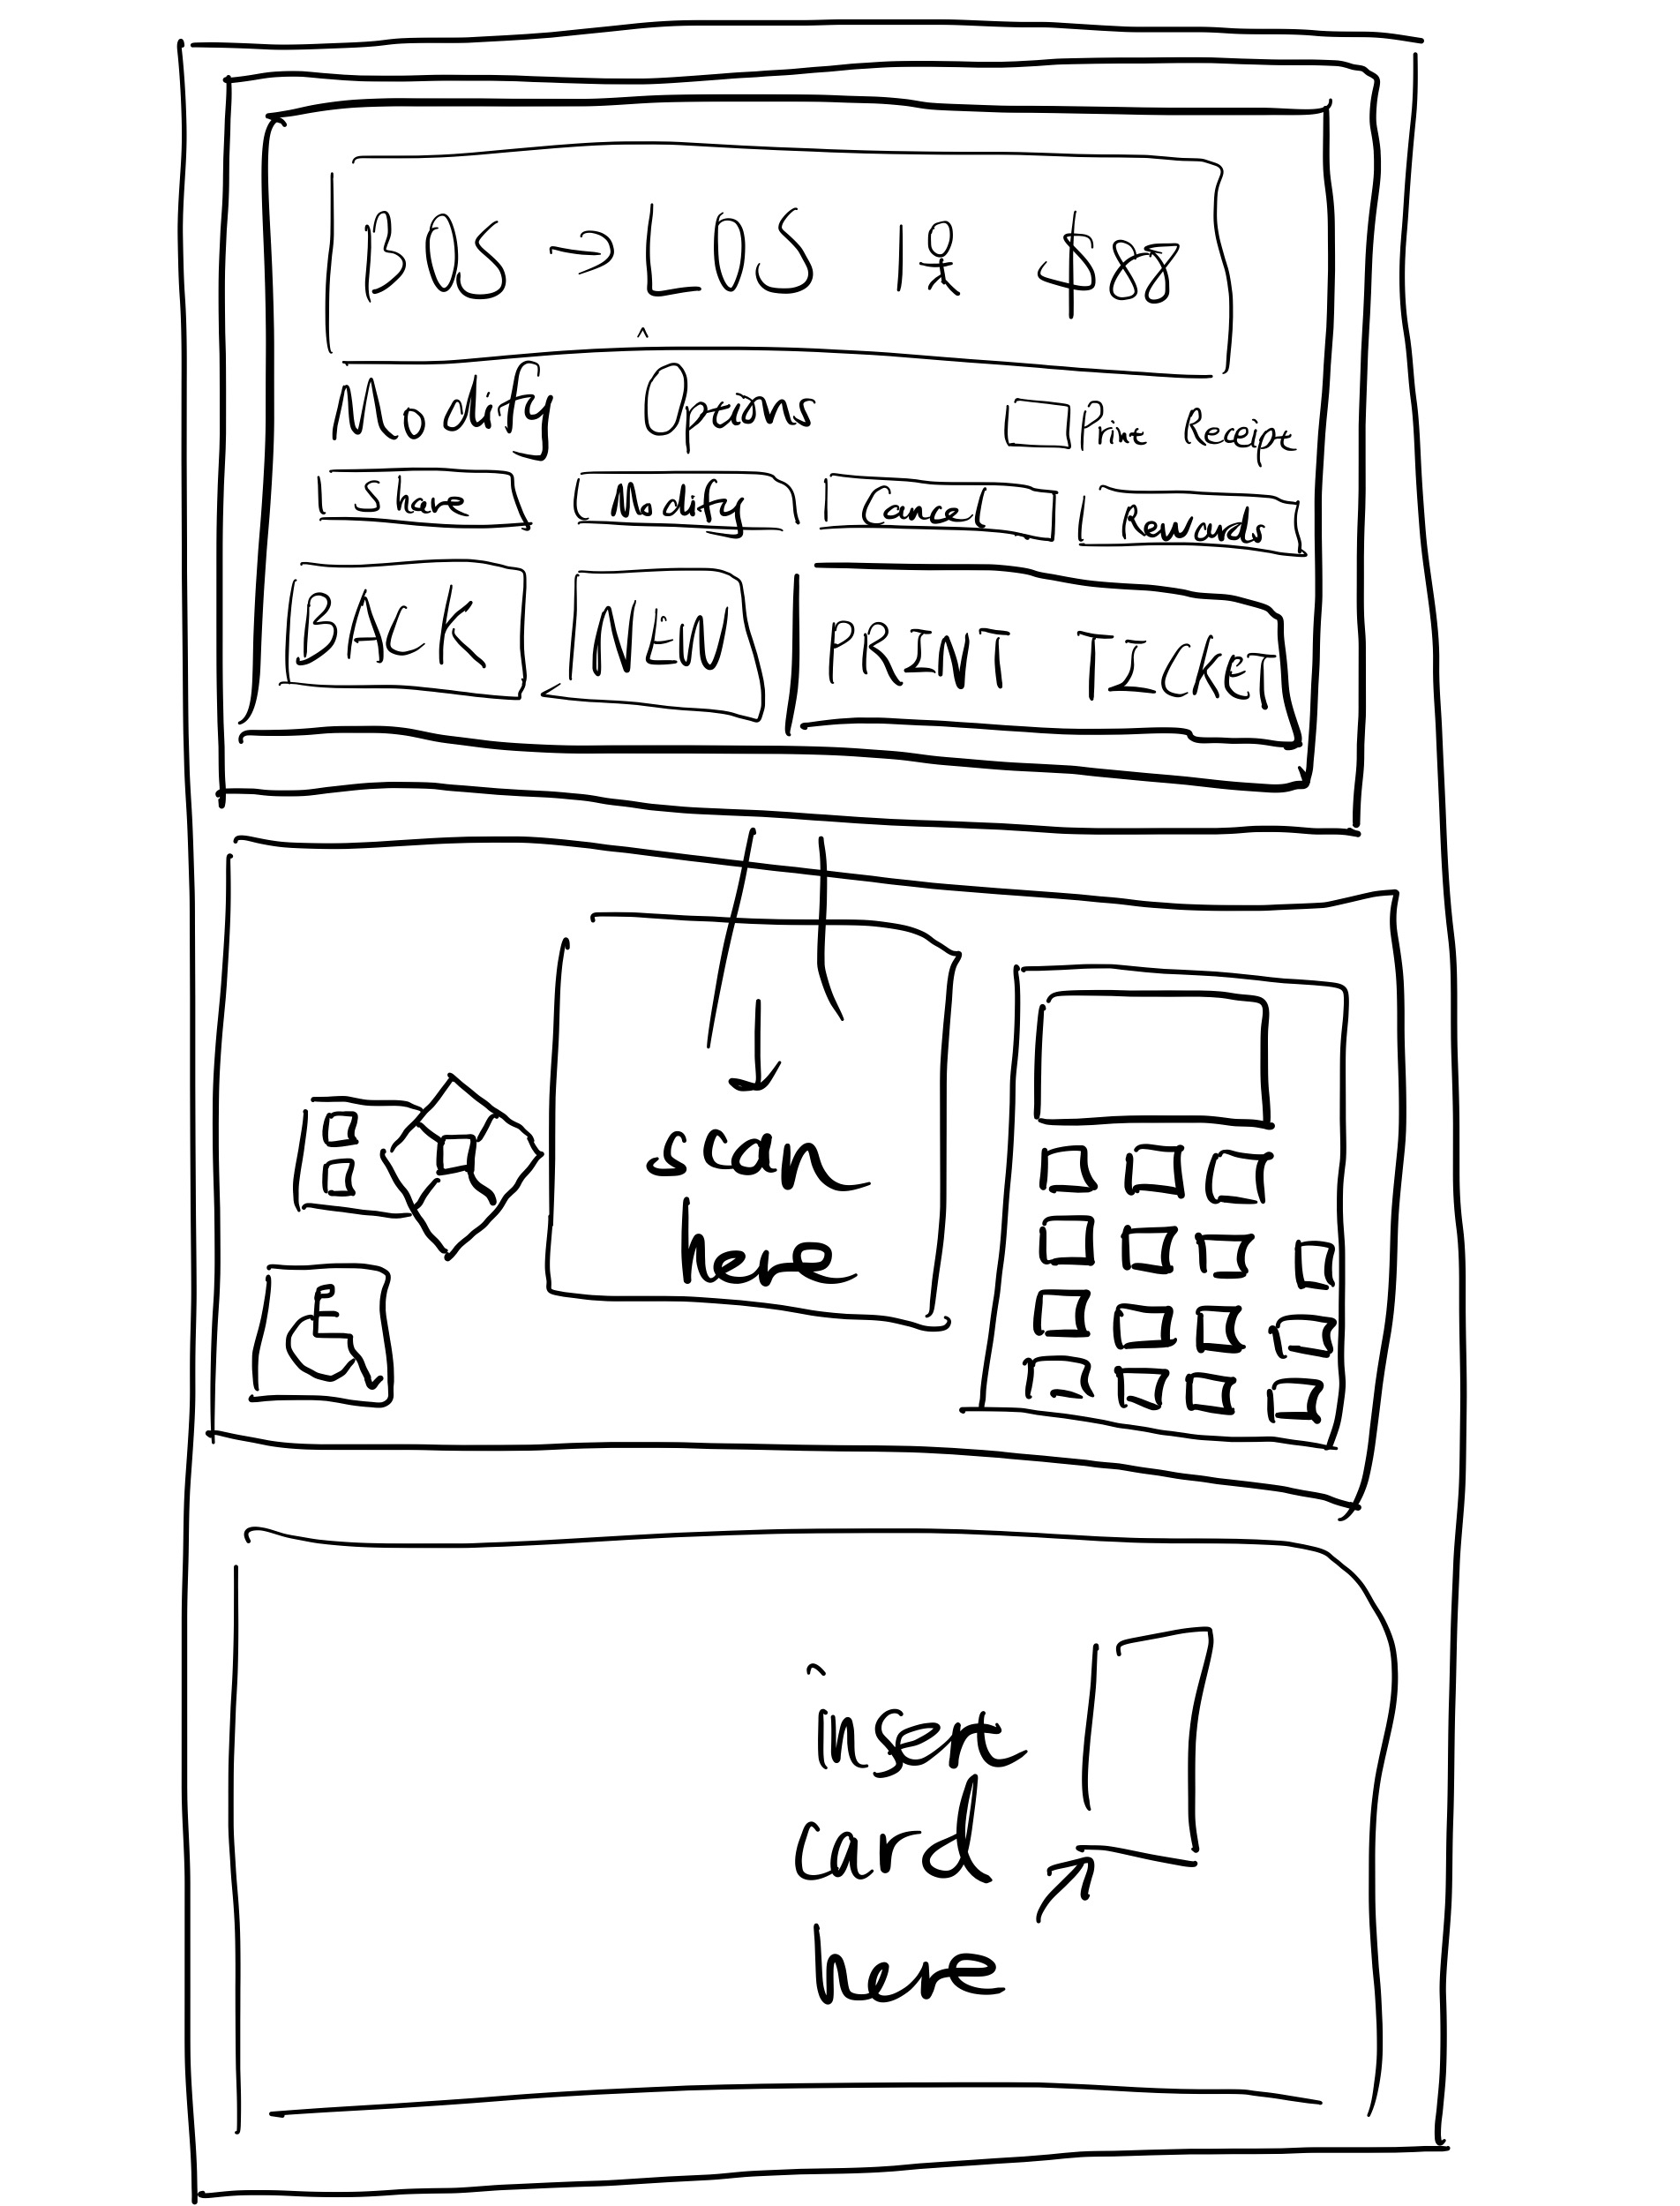 BOS → LOS 1 $88
Modify Options Print Receipt
Share Modify Cancel Rewards
BACK MENU PRINT TICKET
scan
here
insert
card
here